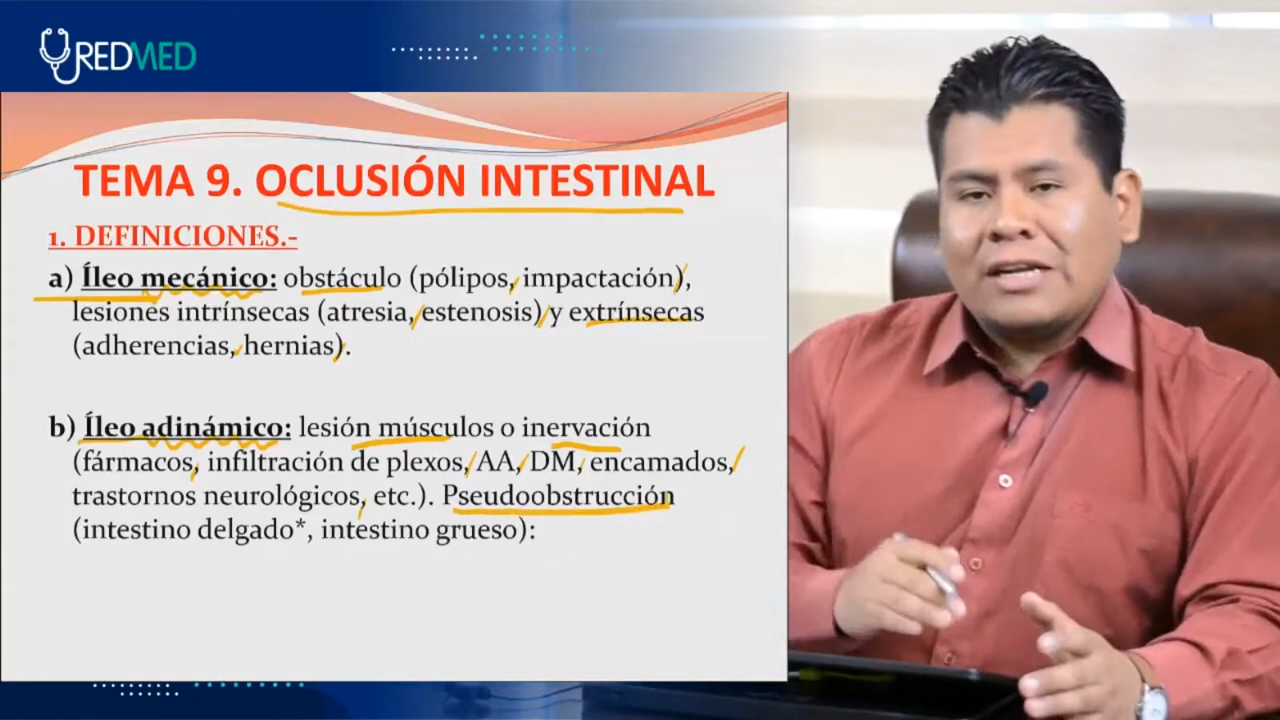 REDMED
TEMA 9. OCLUSIÓN INTESTINAL
1. DEFINICIONES.-
a) Íleo mecánico: obstáculo (pólipos, impactación),
lesiones intrínsecas (atresia, estenosis) y extrínsecas
(adherencias, hernias).
b) Íleo adinámico: lesión músculos o inervación
(fármacos, infiltración de plexos, AA, DM, encamados,
trastornos neurológicos, etc.). Pseudoobstrucción
(intestino delgado*, intestino grueso):